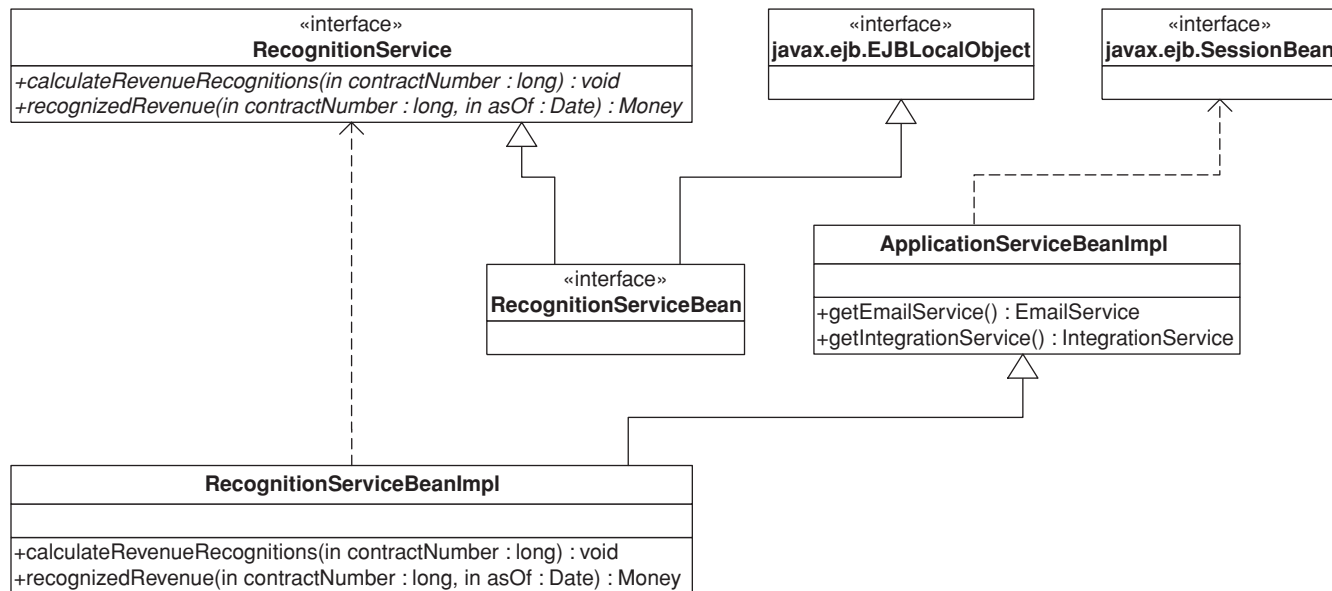 «interface»
RecognitionService
+calculateRevenueRecognitions(in contractNumber : long) : void
+recognizedRevenue(in contractNumber : long, in asOf : Date) : Money
«interface»
javax.ejb.EJBLocalObject
«interface»
javax.ejb.SessionBean
«interface»
RecognitionServiceBean
ApplicationServiceBeanImpl
+getEmailService() : EmailService
+getIntegrationService() : IntegrationService
RecognitionServiceBeanImpl
+calculateRevenueRecognitions(in contractNumber : long) : void
+recognizedRevenue(in contractNumber : long, in asOf : Date) : Money